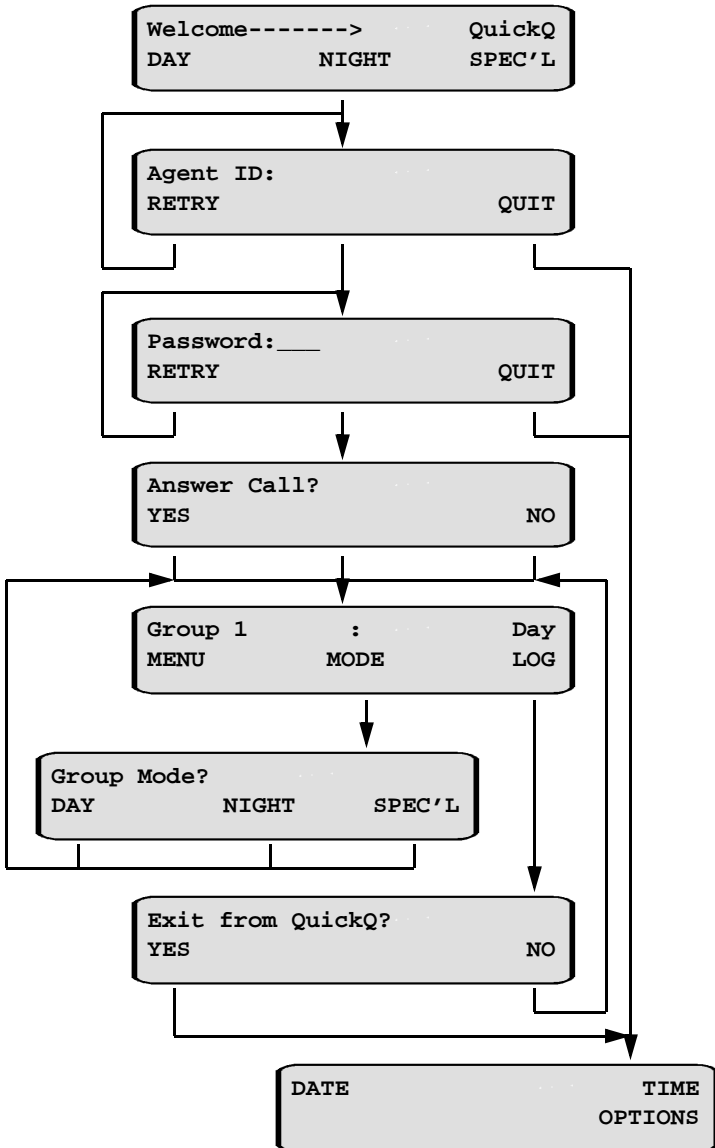 Welcome-------> QuickQ
DAY NIGHT SPEC'L
Agent ID:
RETRY QUIT
Password:___
RETRY QUIT
Answer Call?
YES NO
Group 1 : Day
MENU MODE LOG
Group Mode?
DAY NIGHT SPEC'L
Exit from QuickQ?
YES NO
DATE TIME
OPTIONS